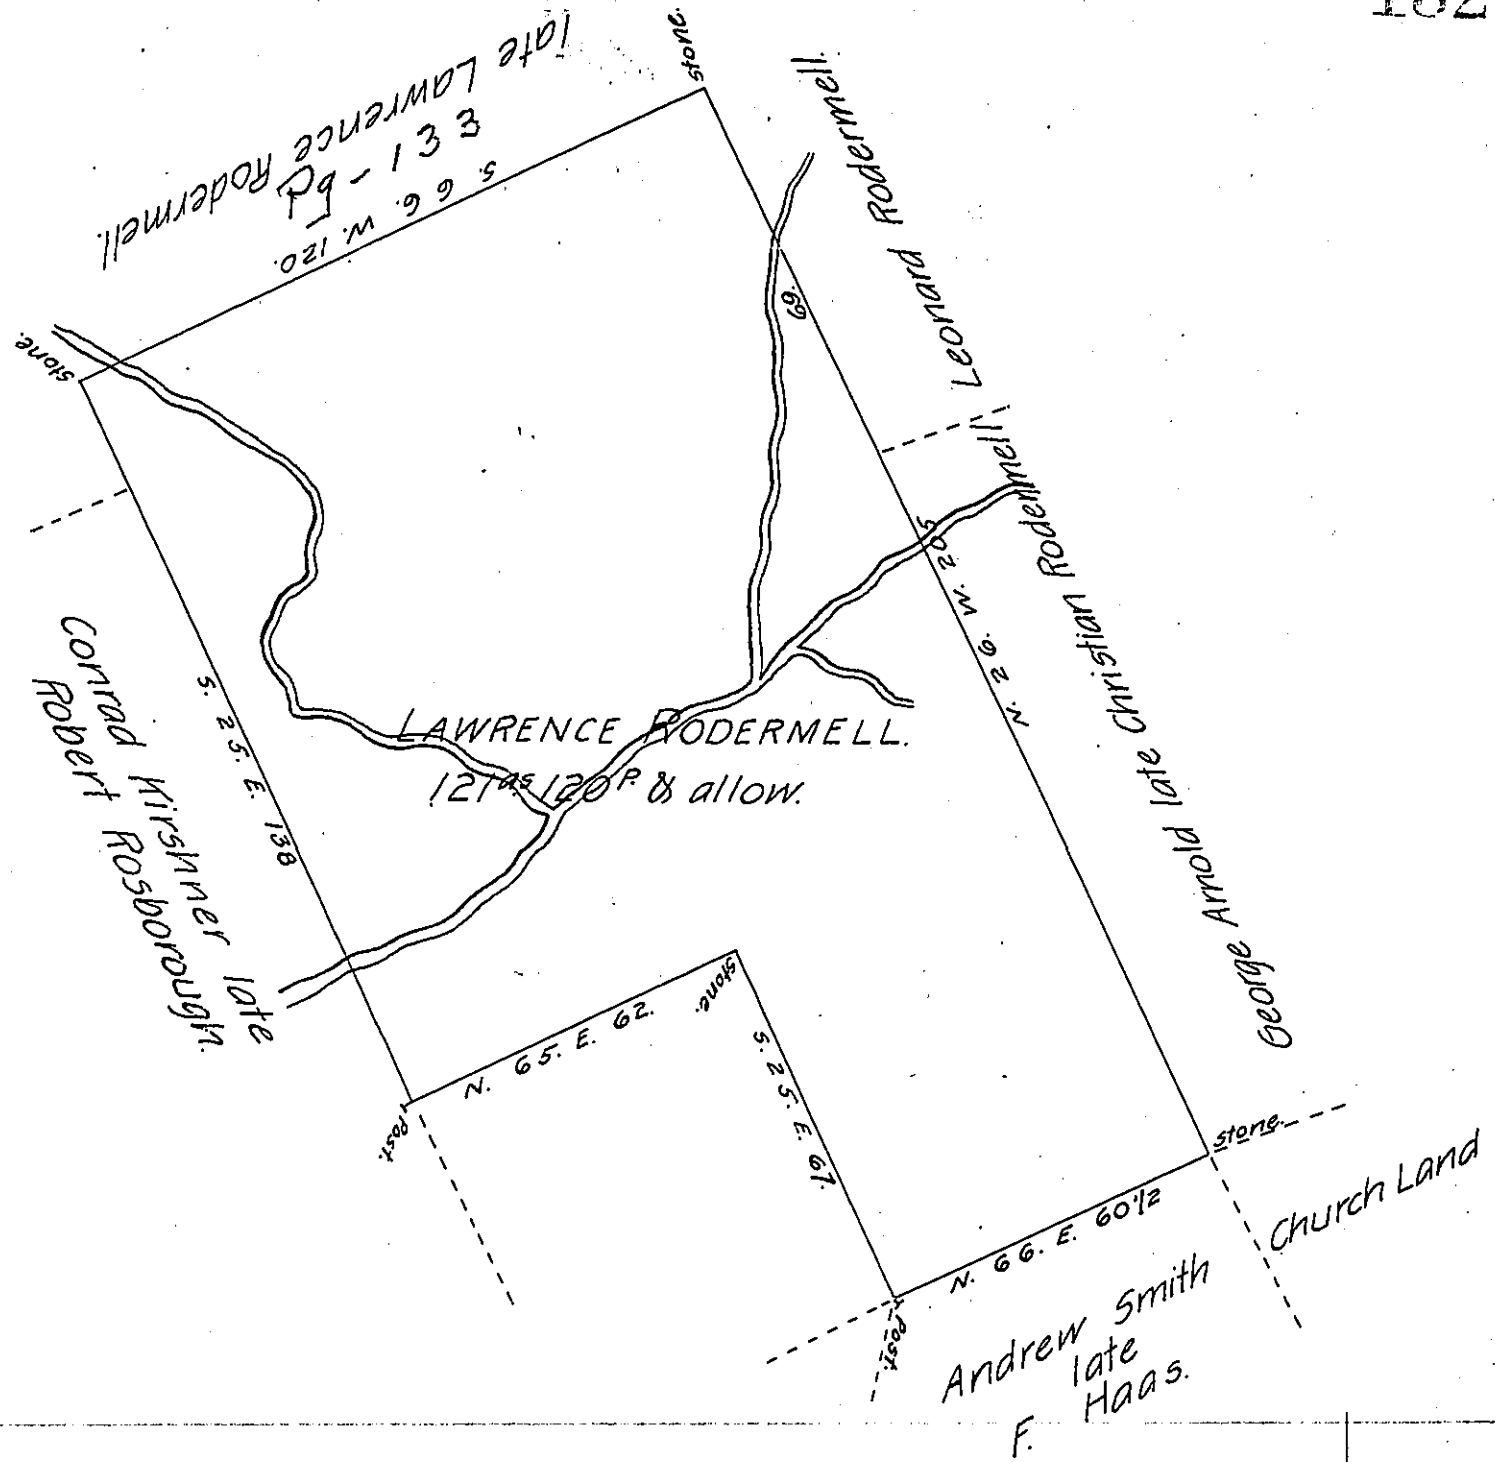 late Lawrence Rodermell.
Pg - 133
S. 66. W. 120.
stone.
Leonard Rodermell.
69.
stone.
N. 26. W. 205
George Arnold late Christian Rodermell.
S. 25. E. 138
Conrad Kirshner late
Robert Rosborough.
LAWRENCE RODERMELL.
121as 120P. & allow.
N. 65. E. 62.
stone.
S. 25. E. 67.
Post.
stone.
N. 66. E. 60 1/2
Post.
Church Land
Andrew Smith
late
F. Haas.